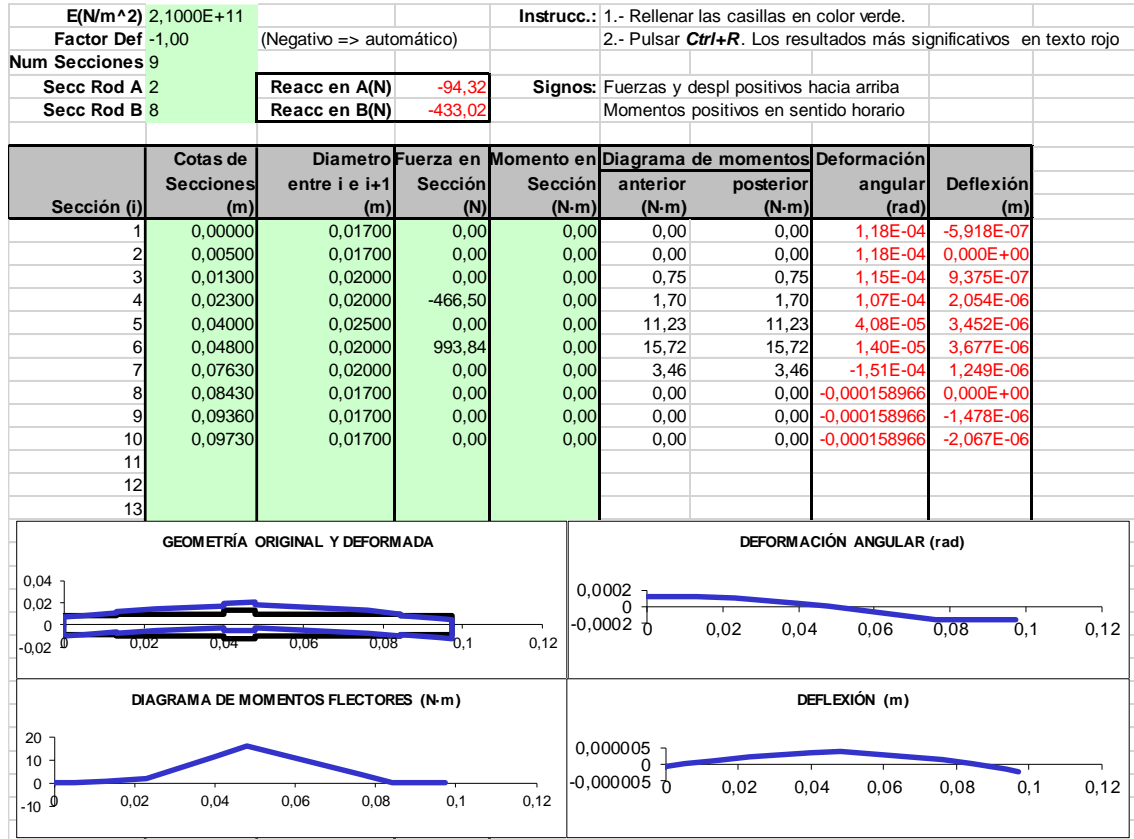 E(N/m^2) 2,1000E+11 Instrucc.: 1.- Rellenar las casillas en color verde.
Factor Def -1,00 (Negativo => automático) 2.- Pulsar Ctrl+R. Los resultados más significativos en texto rojo
Num Secciones 9
Secc Rod A 2 Reacc en A(N) -94,32 Signos: Fuerzas y despl positivos hacia arriba
Secc Rod B 8 Reacc en B(N) -433,02 Momentos positivos en sentido horario
Cotas de Diametro Fuerza en Momento en Diagrama de momentos Deformación
Secciones entre i e i+1 Sección Sección anterior posterior angular Deflexión
Sección (i) (m) (m) (N) (N·m) (N·m) (N·m) (rad) (m)
1 0,00000 0,01700 0,00 0,00 0,00 0,00 1,18E-04 -5,918E-07
2 0,00500 0,01700 0,00 0,00 0,00 0,00 1,18E-04 0,000E+00
3 0,01300 0,02000 0,00 0,00 0,75 0,75 1,15E-04 9,375E-07
4 0,02300 0,02000 -466,50 0,00 1,70 1,70 1,07E-04 2,054E-06
5 0,04000 0,02500 0,00 0,00 11,23 11,23 4,08E-05 3,452E-06
6 0,04800 0,02000 993,84 0,00 15,72 15,72 1,40E-05 3,677E-06
7 0,07630 0,02000 0,00 0,00 3,46 3,46 -1,51E-04 1,249E-06
8 0,08430 0,01700 0,00 0,00 0,00 0,00 -0,000158966 0,000E+00
9 0,09360 0,01700 0,00 0,00 0,00 0,00 -0,000158966 -1,478E-06
10 0,09730 0,01700 0,00 0,00 0,00 0,00 -0,000158966 -2,067E-06
11
12
13
GEOMETRÍA ORIGINAL Y DEFORMADA
0,04
0,02
0
-0,02
0 0,02 0,04 0,06 0,08 0,1 0,12
DEFORMACIÓN ANGULAR (rad)
0,0002
0
-0,0002
0 0,02 0,04 0,06 0,08 0,1 0,12
DIAGRAMA DE MOMENTOS FLECTORES (N·m)
20
10
0
-10
0 0,02 0,04 0,06 0,08 0,1 0,12
DEFLEXIÓN (m)
0,000005
0
-0,000005
0 0,02 0,04 0,06 0,08 0,1 0,12